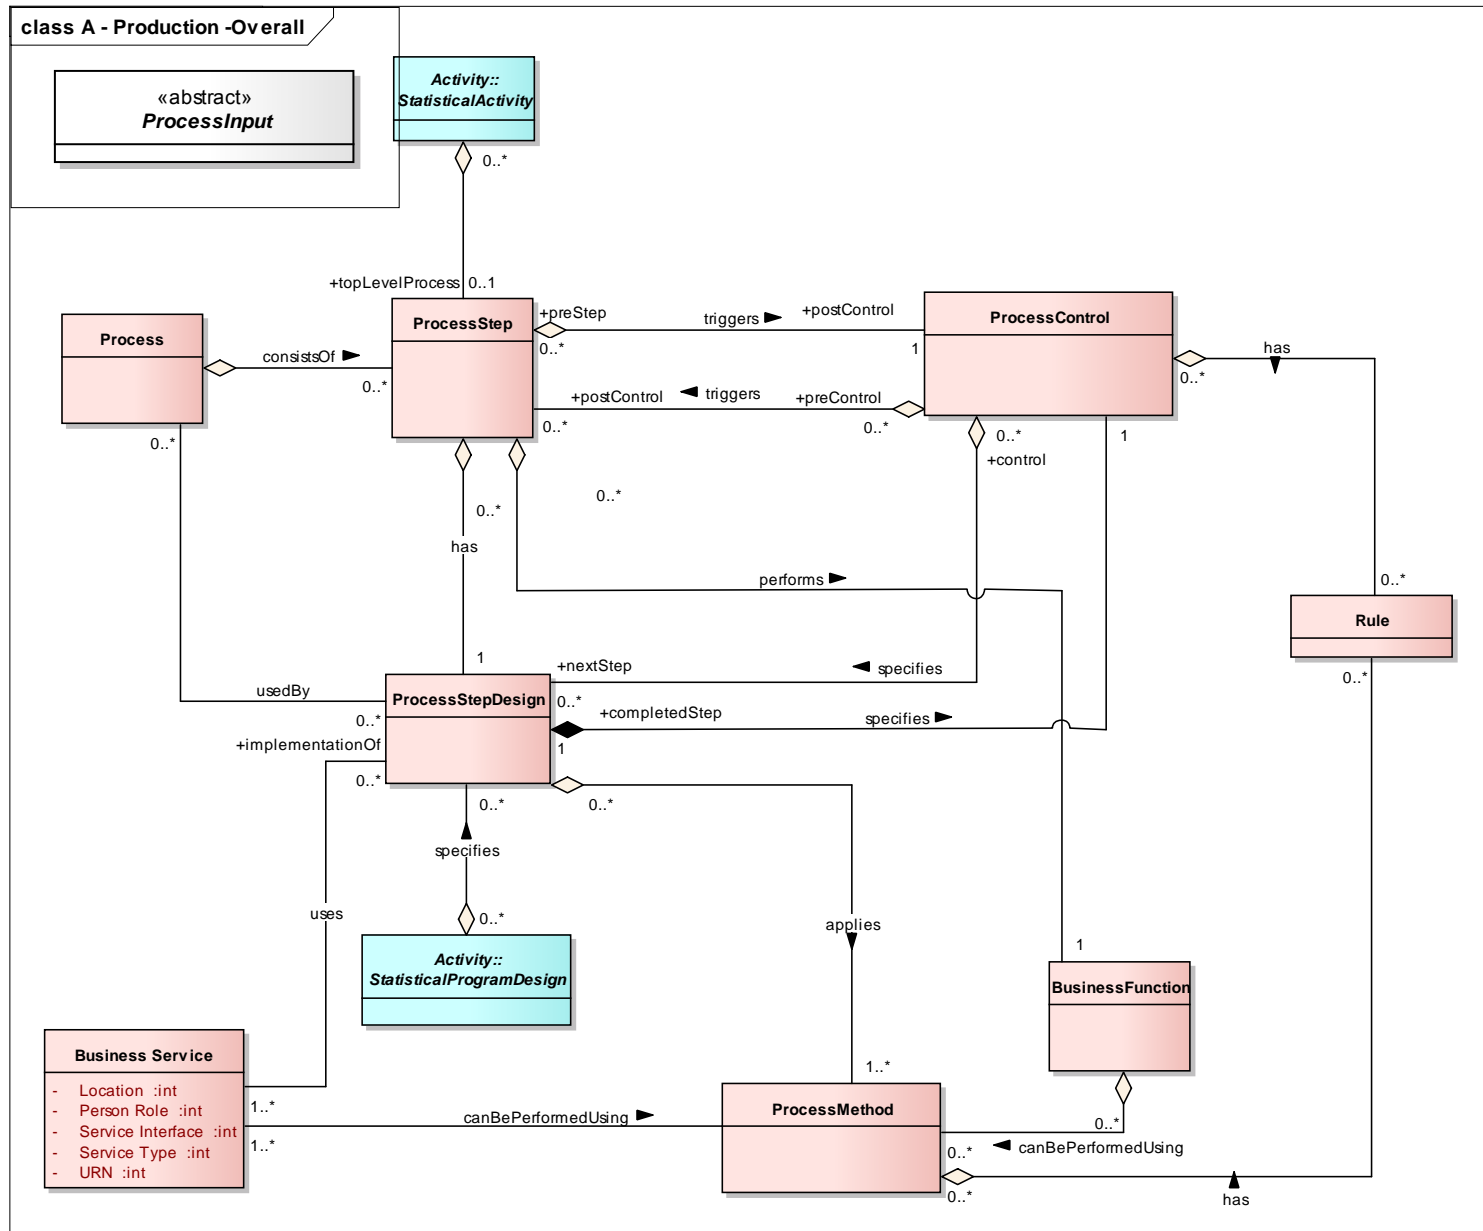 class A - Production -Overall
«abstract»
ProcessInput
Activity::
StatisticalActivity
0..*
+topLevelProcess
0..1
ProcessStep
+preStep
0..*
triggers
+postControl
1
ProcessControl
Process
consistsOf
0..*
+postControl
0..*
triggers
+preControl
0..*
has
0..*
0..*
0..*
+control
1
0..*
0..*
has
performs
0..*
Rule
0..*
1
+nextStep
0..*
specifies
usedBy
0..*
ProcessStepDesign
+completedStep
1
specifies
+implementationOf
0..*
0..*
0..*
specifies
uses
0..*
applies
Activity::
StatisticalProgramDesign
1
BusinessFunction
Business Service
- Location :int
- Person Role :int
- Service Interface :int
- Service Type :int
- URN :int
1..*
1..*
canBePerformedUsing
1..*
ProcessMethod
0..*
0..*
canBePerformedUsing
0..*
has